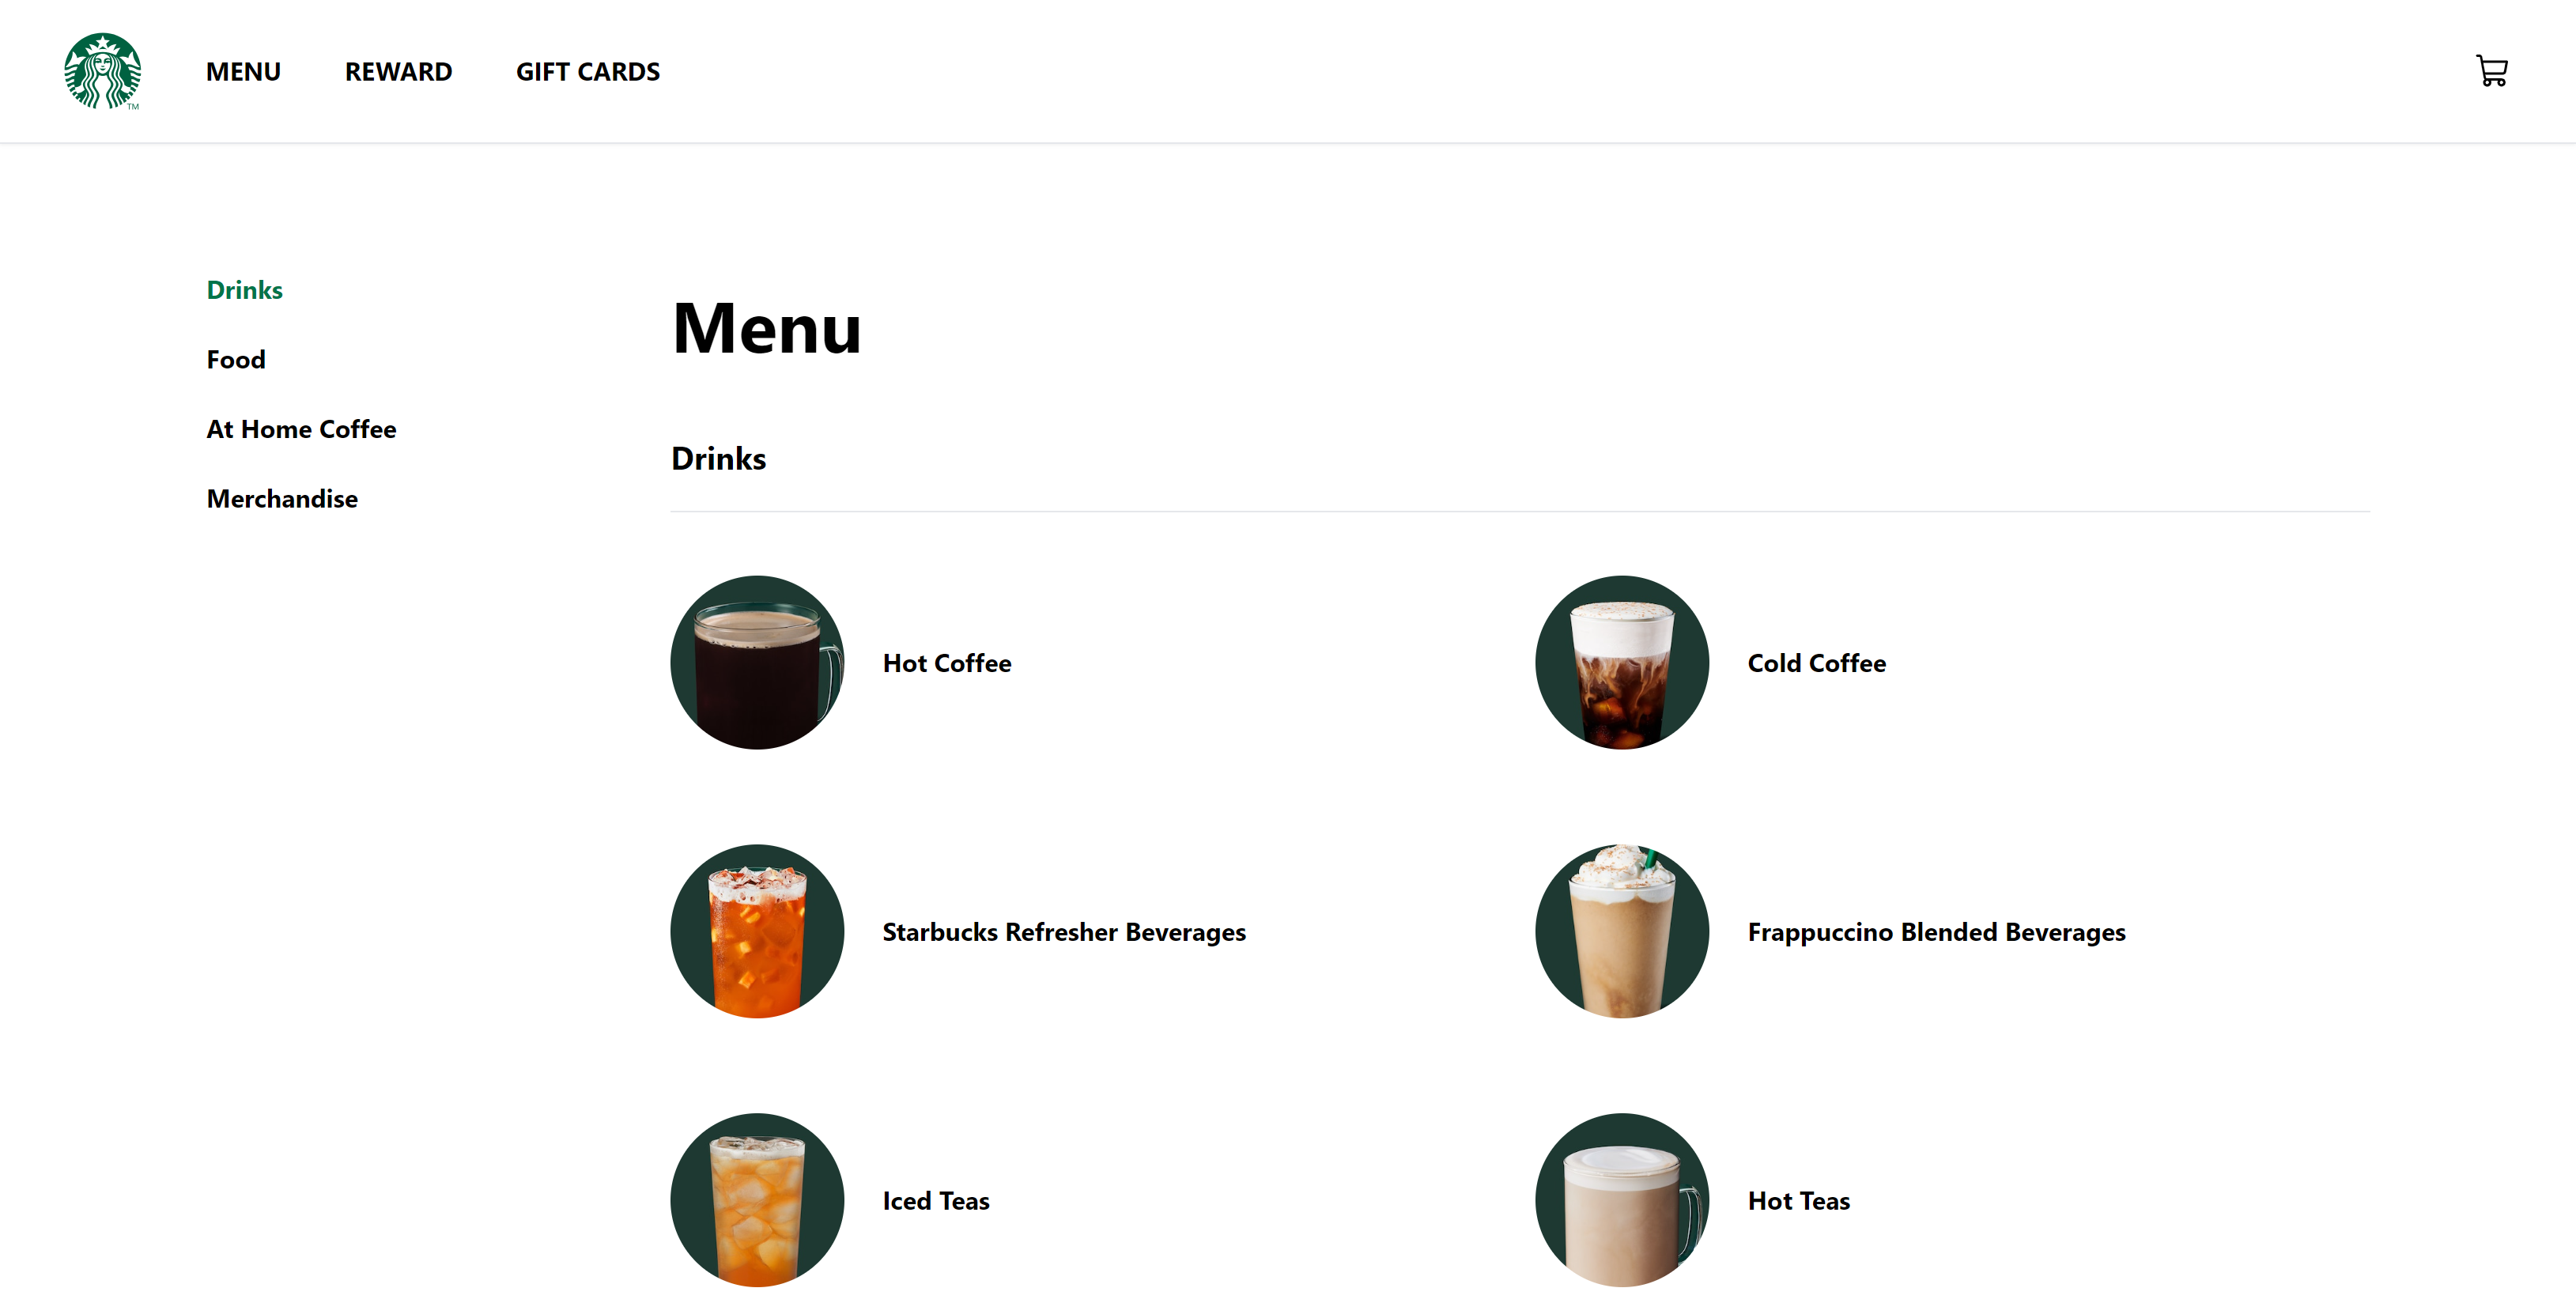 TM
MENU
REWARD
GIFT CARDS
Drinks
Food
At Home Coffee
Merchandise
Menu
Drinks
Hot Coffee
Cold Coffee
Starbucks Refresher Beverages
Frappuccino Blended Beverages
Iced Teas
Hot Teas